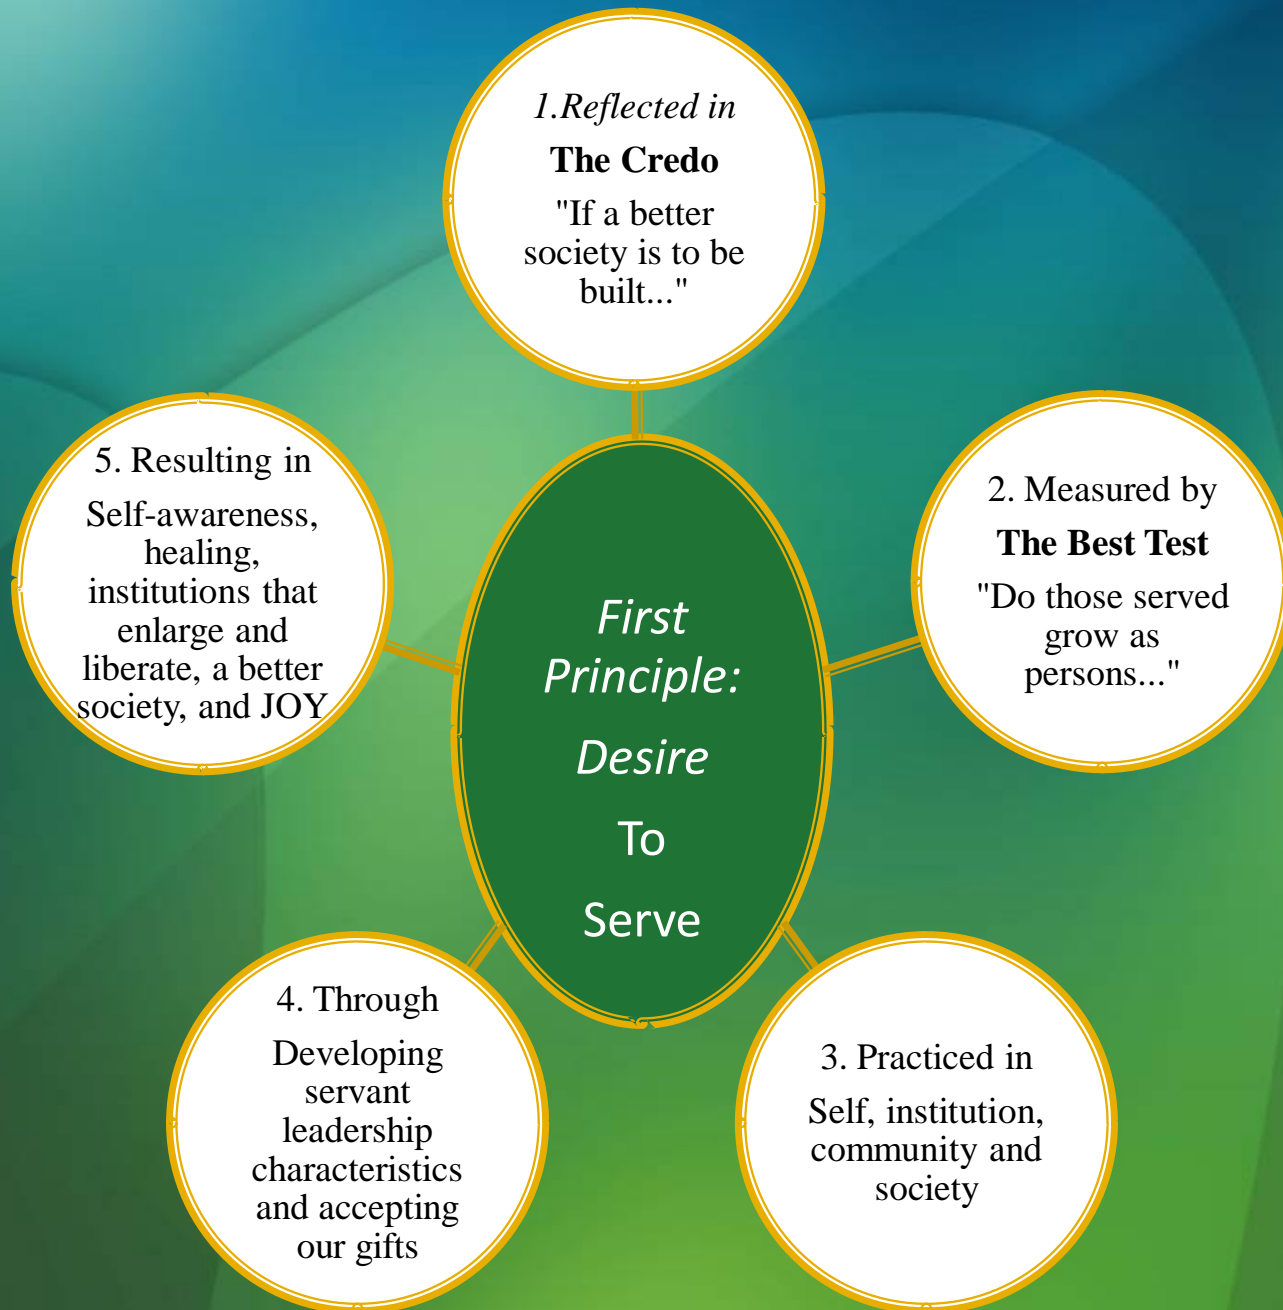 1.Reflected in
The Credo
"If a better
society is to be
built..."
2. Measured by
The Best Test
"Do those served
grow as
persons..."
3. Practiced in
Self, institution,
community and
society
4. Through
Developing
servant
leadership
characteristics
and accepting
our gifts
5. Resulting in
Self-awareness,
healing,
institutions that
enlarge and
liberate, a better
society, and JOY
First
Principle:
Desire
To
Serve